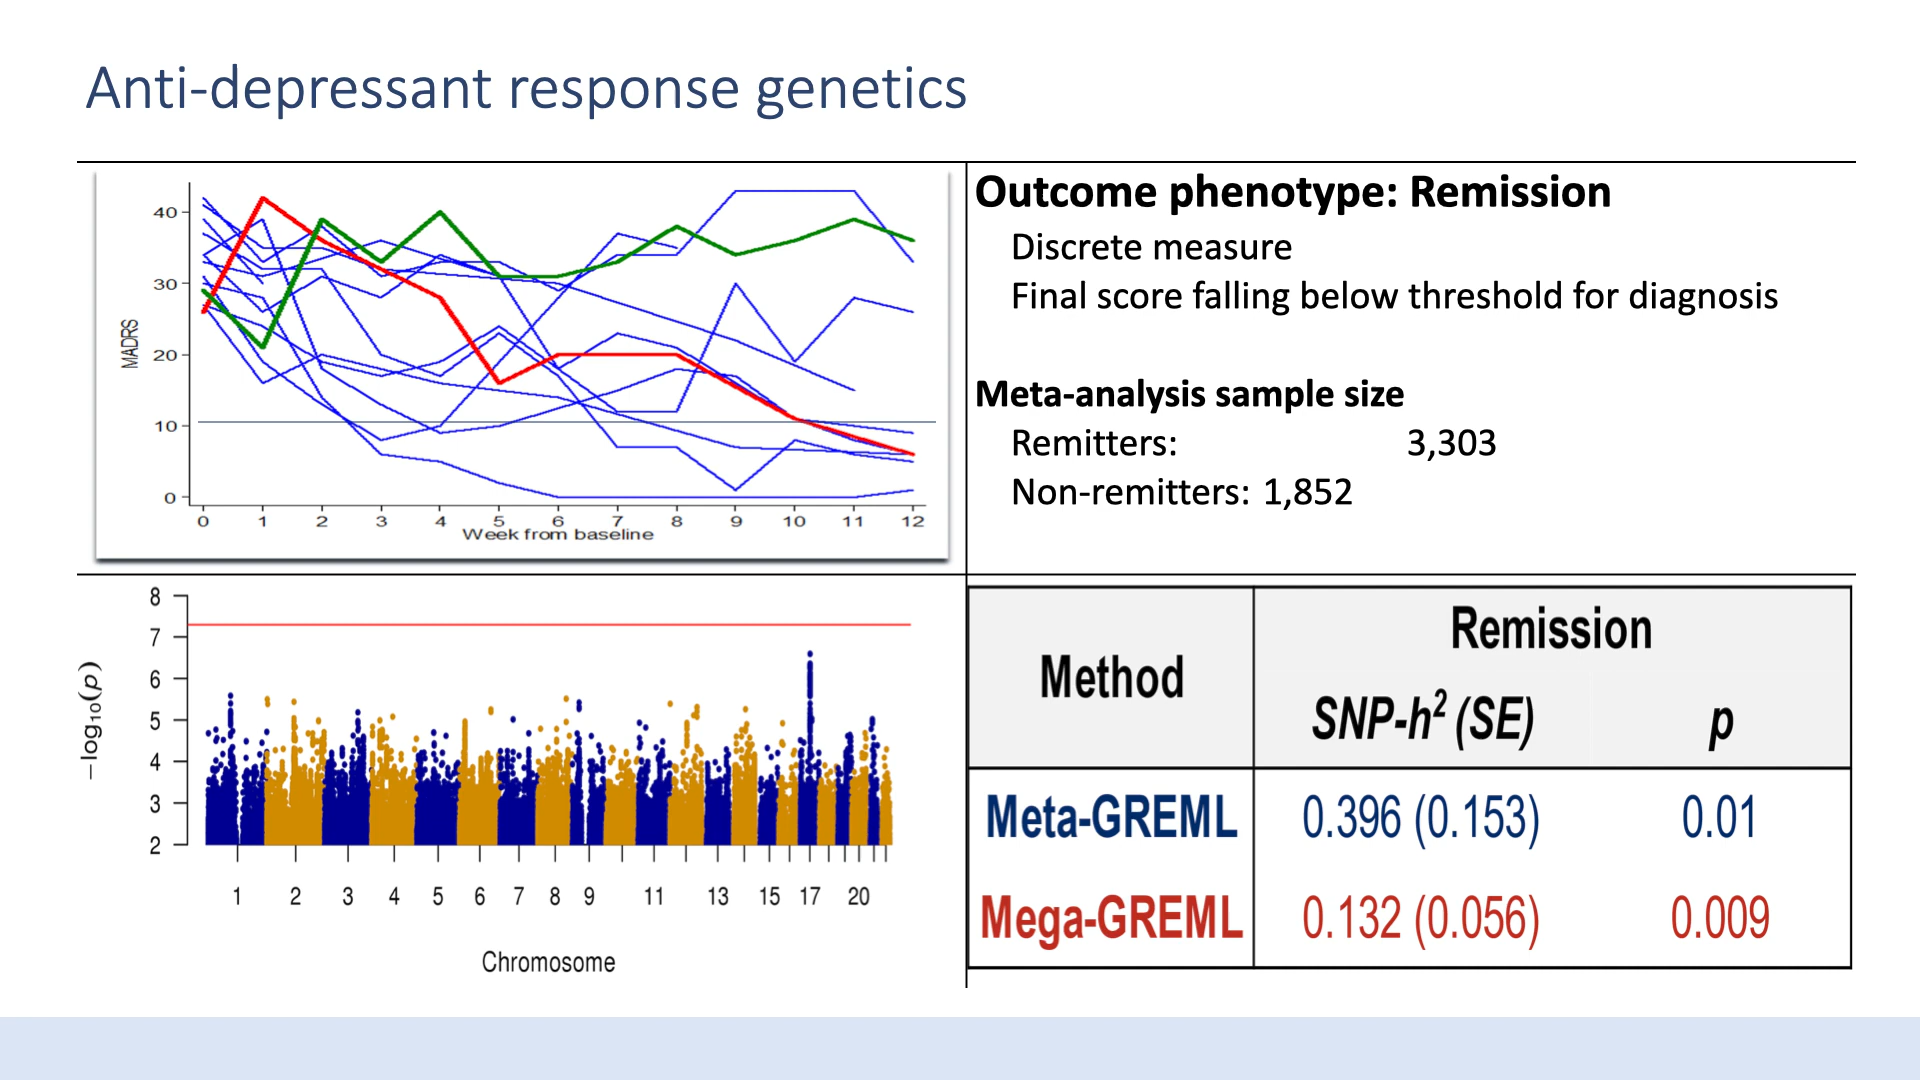 Anti-depressant response genetics
40
30
20
10
0
MADRS
0 1 2 3 4 5 6 7 8 9 10 11 12
Week from baseline
Outcome phenotype: Remission
Discrete measure
Final score falling below threshold for diagnosis
Meta-analysis sample size
Remitters: 3,303
Non-remitters: 1,852
8
7
6
5
4
3
2
−log10(p)
1 2 3 4 5 6 7 8 9 11 13 15 17 20
Chromosome
Method
Remission
SNP-h² (SE) p
Meta-GREML 0.396 (0.153) 0.01
Mega-GREML 0.132 (0.056) 0.009